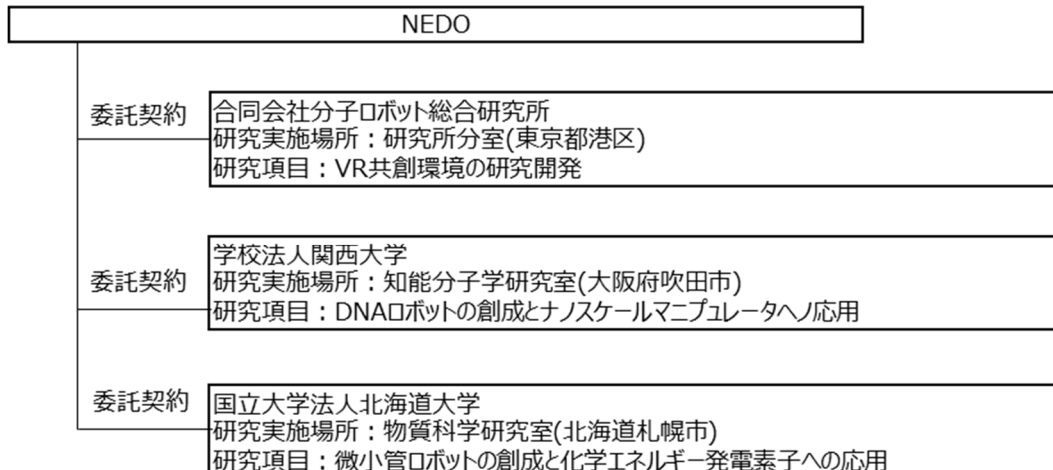 NEDO
委託契約
合同会社分子ロボット総合研究所
研究実施場所：研究所分室(東京都港区)
研究項目：VR共創環境の研究開発
委託契約
学校法人関西大学
研究実施場所：知能分子学研究室(大阪府吹田市)
研究項目：DNAロボットの創成とナノスケールマニプュレータヘノ応用
委託契約
国立大学法人北海道大学
研究実施場所：物質科学研究室(北海道札幌市)
研究項目：微小管ロボットの創成と化学エネルギー発電素子への応用